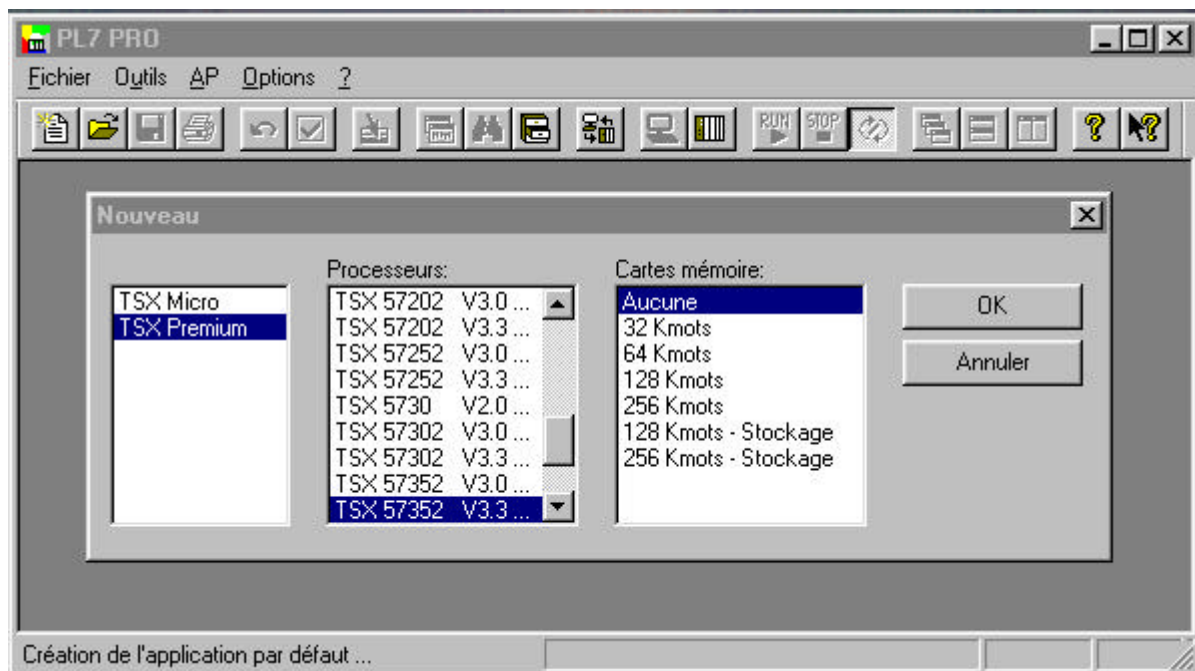 PL7 PRO
Fichier Outils AP Options ?
RUN STOP
Nouveau
Processeurs: Cartes mémoire:
TSX Micro
TSX Premium
TSX 57202 V3.0 ...
TSX 57202 V3.3 ...
TSX 57252 V3.0 ...
TSX 57252 V3.3 ...
TSX 5730 V2.0 ...
TSX 57302 V3.0 ...
TSX 57302 V3.3 ...
TSX 57352 V3.0 ...
TSX 57352 V3.3 ...
Aucune
32 Kmots
64 Kmots
128 Kmots
256 Kmots
128 Kmots - Stockage
256 Kmots - Stockage
OK
Annuler
Création de l'application par défaut ...